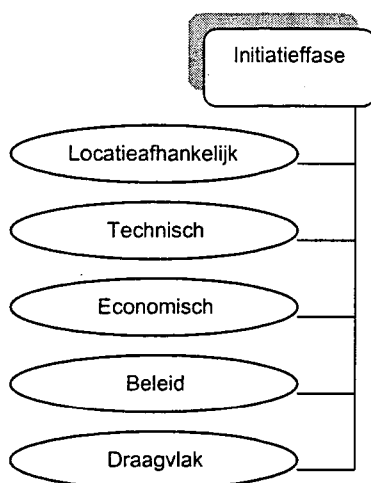 Initiatieffase
Locatieafhankelijk
Technisch
Economisch
Beleid
Draagvlak